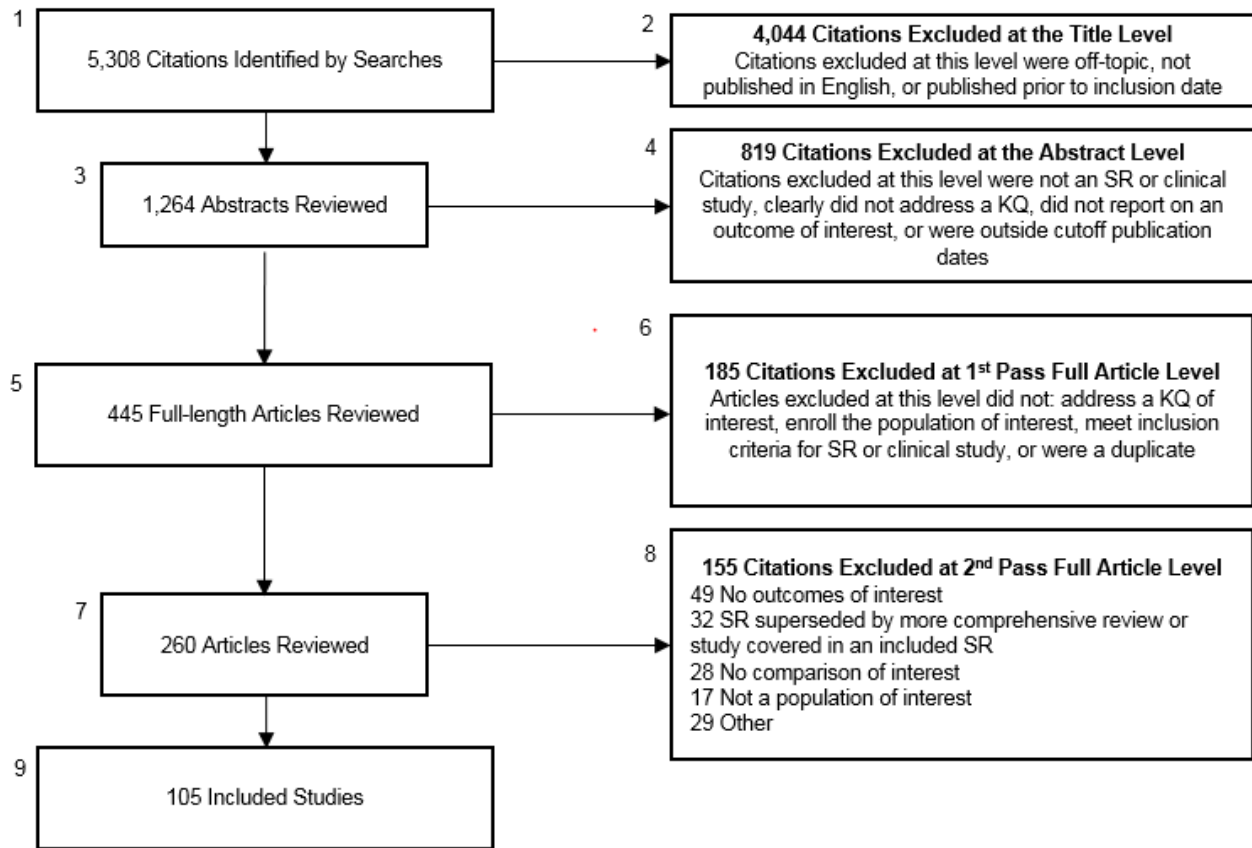 1
5,308 Citations Identified by Searches
2
4,044 Citations Excluded at the Title Level
Citations excluded at this level were off-topic, not
published in English, or published prior to inclusion date
3
1,264 Abstracts Reviewed
4
819 Citations Excluded at the Abstract Level
Citations excluded at this level were not an SR or clinical
study, clearly did not address a KQ, did not report on an
outcome of interest, or were outside cutoff publication
dates
5
445 Full-length Articles Reviewed
6
185 Citations Excluded at 1st Pass Full Article Level
Articles excluded at this level did not: address a KQ of
interest, enroll the population of interest, meet inclusion
criteria for SR or clinical study, or were a duplicate
7
260 Articles Reviewed
8
155 Citations Excluded at 2nd Pass Full Article Level
49 No outcomes of interest
32 SR superseded by more comprehensive review or
study covered in an included SR
28 No comparison of interest
17 Not a population of interest
29 Other
9
105 Included Studies